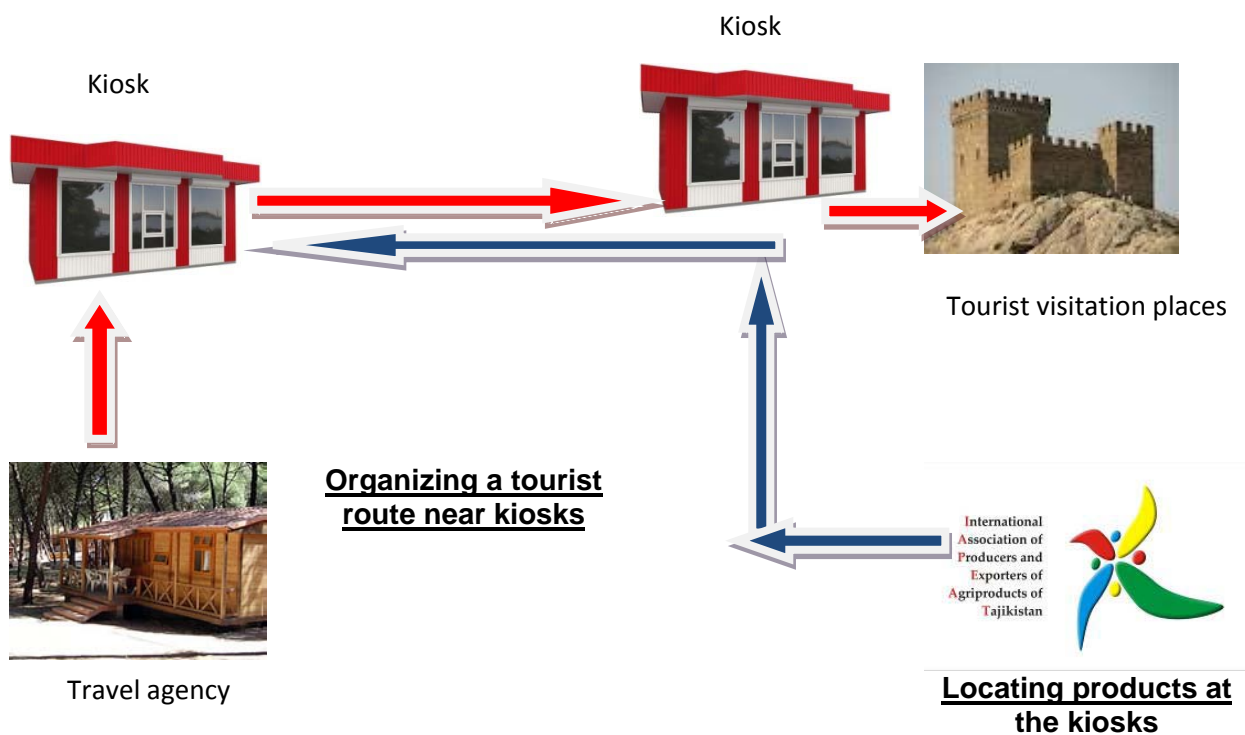 Kiosk
Kiosk
Tourist visitation places
Organizing a tourist
route near kiosks
International
Association of
Producers and
Exporters of
Agriproducts of
Tajikistan
Travel agency
Locating products at
the kiosks